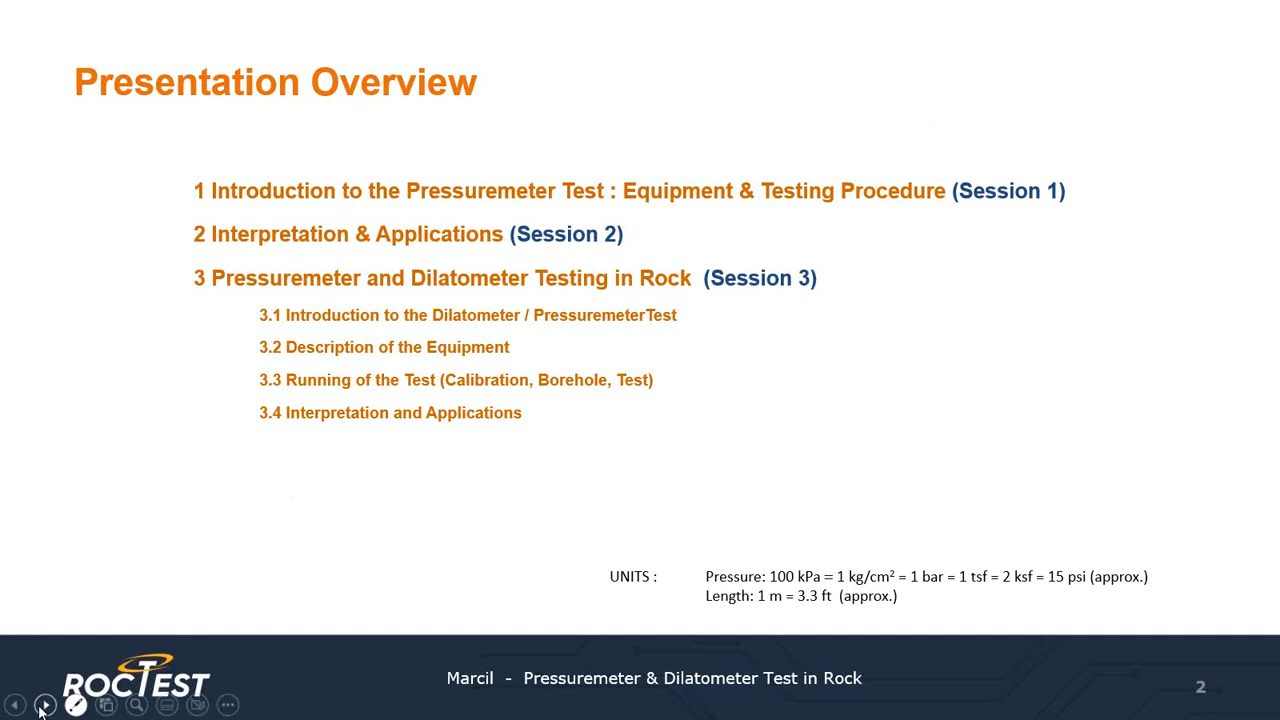 Presentation Overview
1 Introduction to the Pressuremeter Test : Equipment & Testing Procedure (Session 1)
2 Interpretation & Applications (Session 2)
3 Pressuremeter and Dilatometer Testing in Rock (Session 3)
3.1 Introduction to the Dilatometer / PressuremeterTest
3.2 Description of the Equipment
3.3 Running of the Test (Calibration, Borehole, Test)
3.4 Interpretation and Applications
UNITS : Pressure: 100 kPa = 1 kg/cm² = 1 bar = 1 tsf = 2 ksf = 15 psi (approx.)
Length: 1 m = 3.3 ft (approx.)
ROCTEST
Marcil - Pressuremeter & Dilatometer Test in Rock
2